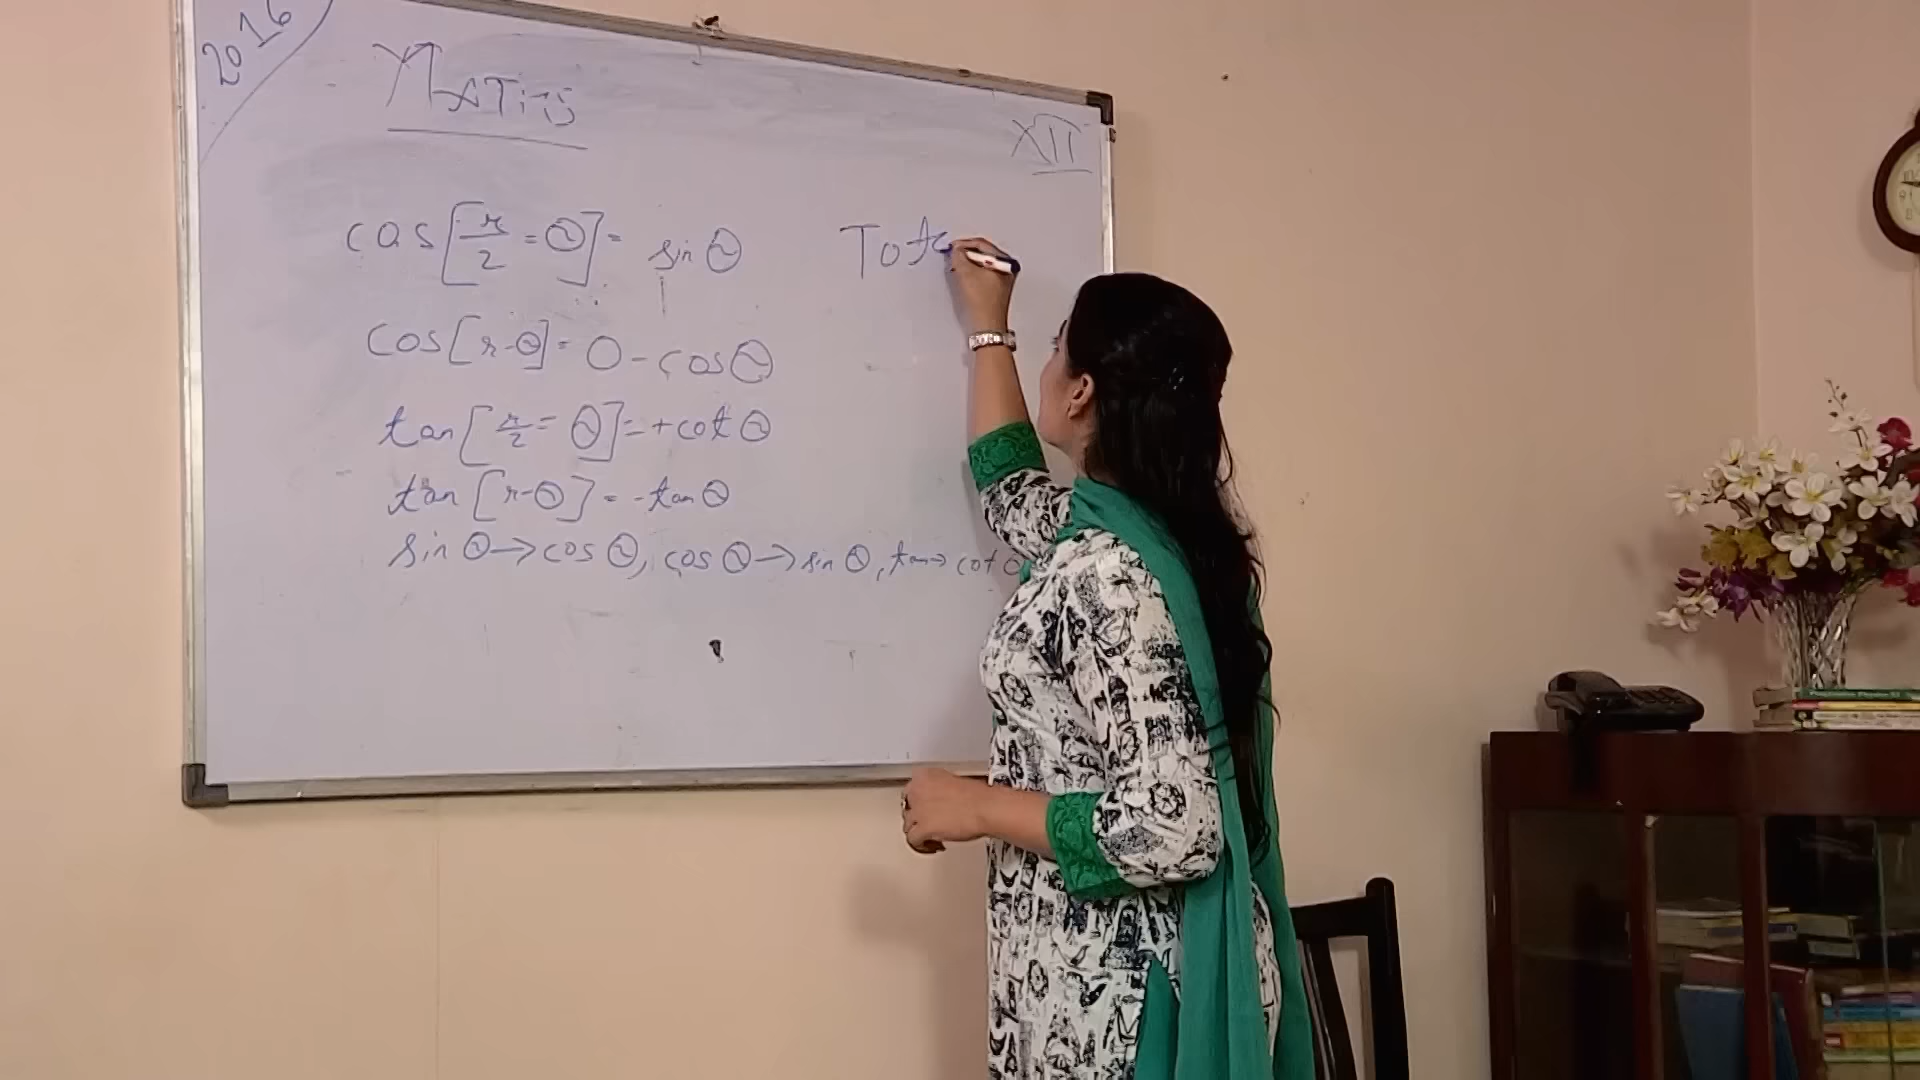 2016
MATHS
XII
cos[π/2 = θ] = sin θ
Tota
cos[π-θ] = 0 - cos θ
tan[π/2 = θ] = + cot θ
tan[π-θ] = - tan θ
sin θ → cos θ, cos θ → sin θ, tan → cot θ